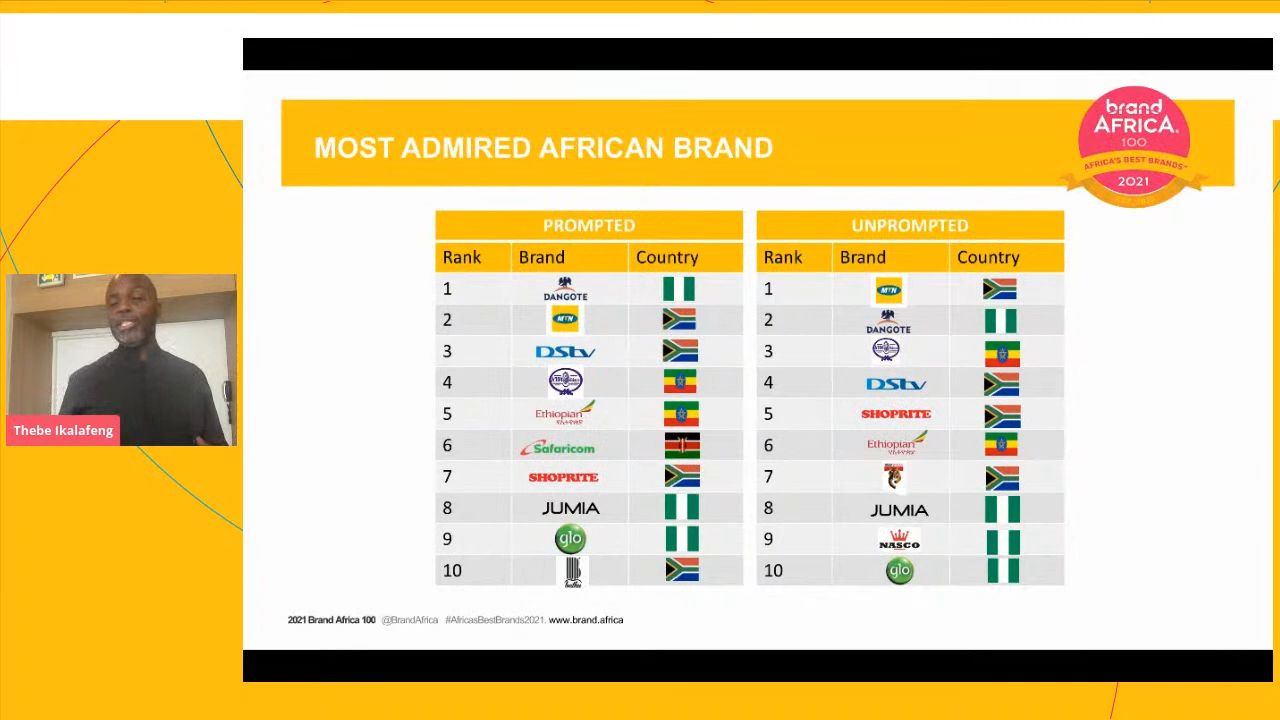 brand
AFRICA.
100
AFRICA'S BEST BRANDS
2021
MOST ADMIRED AFRICAN BRAND
PROMPTED
Rank Brand Country
1 DANGOTE
2 MTN
3 DStv
4
5 Ethiopian
6 Safaricom
7 SHOPRITE
8 JUMIA
9 glo
10
UNPROMPTED
Rank Brand Country
1 MTN
2 DANGOTE
3
4 DStv
5 SHOPRITE
6 Ethiopian
7
8 JUMIA
9 NASCO
10 glo
Thebe Ikalafeng
2021 Brand Africa 100 @BrandAfrica #AfricasBestBrands2021. www.brand.africa